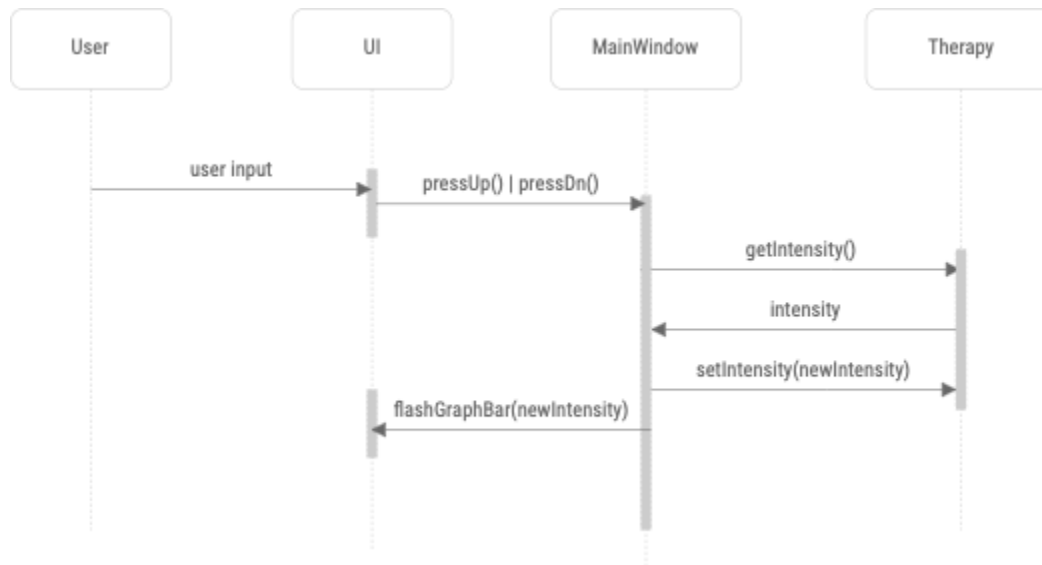 User
UI
MainWindow
Therapy
user input
pressUp() | pressDn()
getIntensity()
intensity
setIntensity(newIntensity)
flashGraphBar(newIntensity)